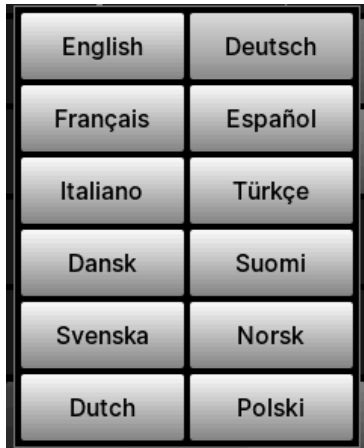 English Deutsch
Français Español
Italiano Türkçe
Dansk Suomi
Svenska Norsk
Dutch Polski